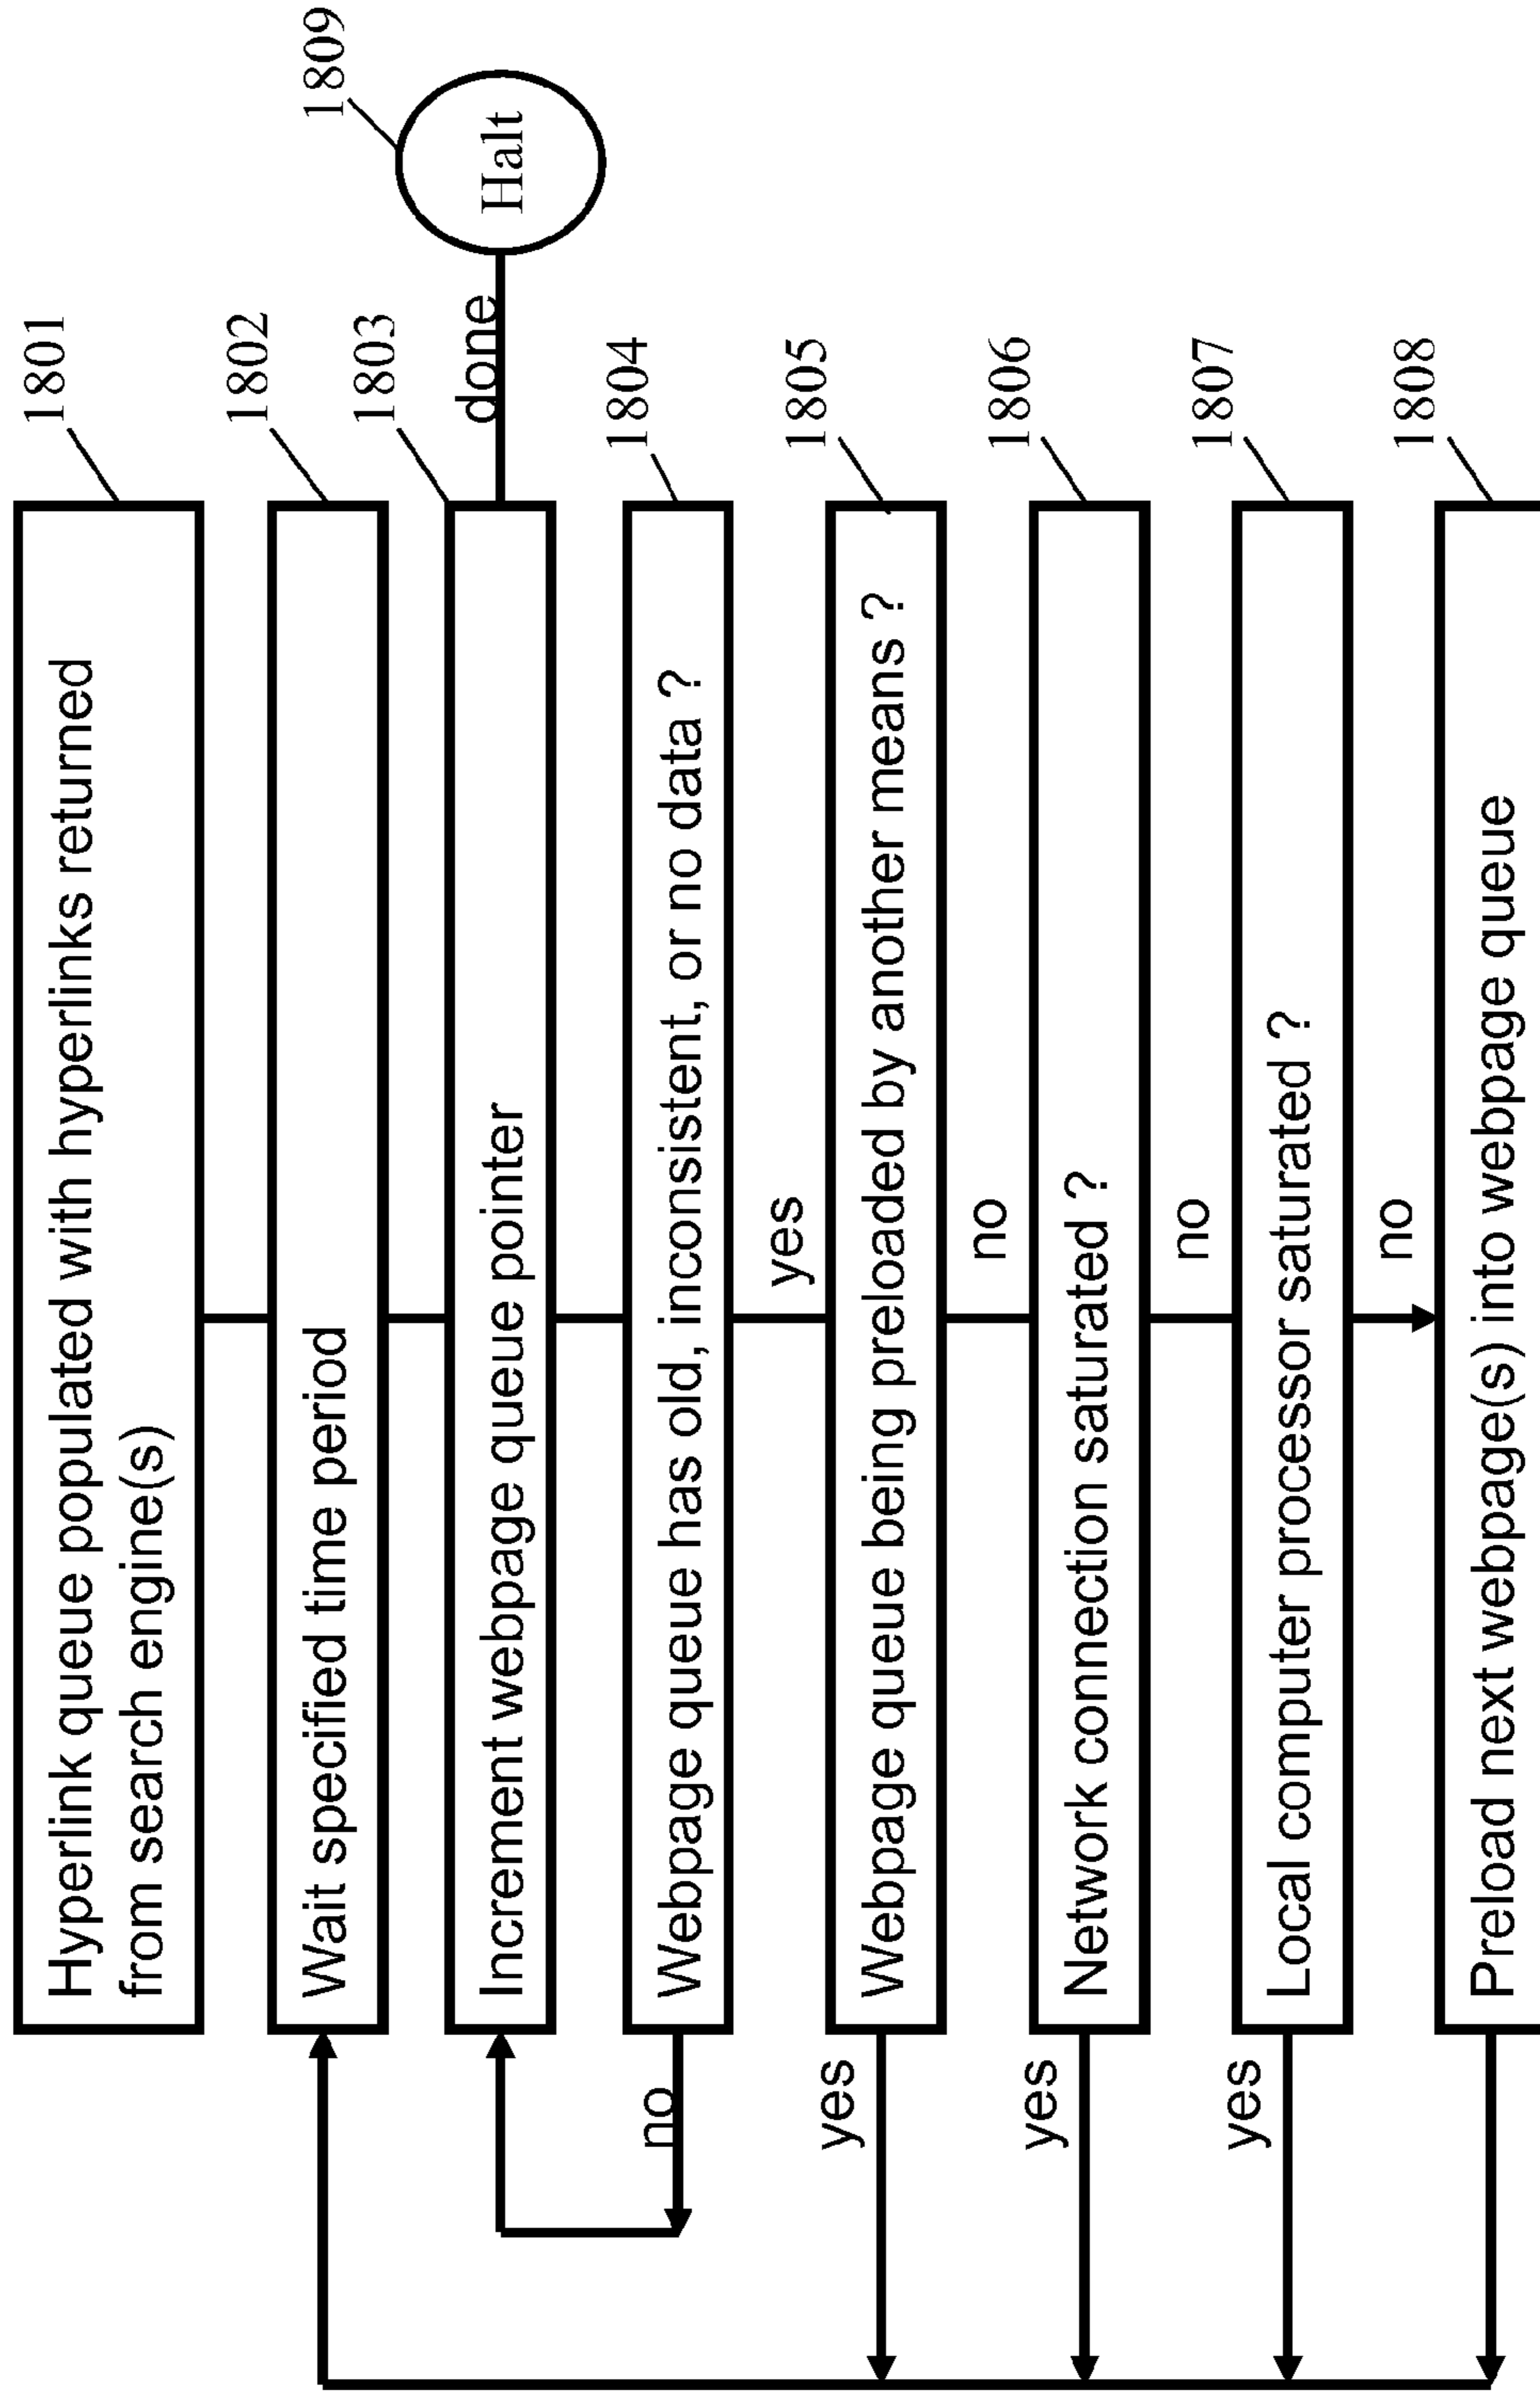 Hyperlink queue populated with hyperlinks returned
from search engine(s)
1801
Wait specified time period
1802
Increment webpage queue pointer
1803
done
Halt
1809
Webpage queue has old, inconsistent, or no data ?
1804
no
yes
Webpage queue being preloaded by another means ?
1805
yes
no
Network connection saturated ?
1806
yes
no
Local computer processor saturated ?
1807
yes
no
Preload next webpage(s) into webpage queue
1808